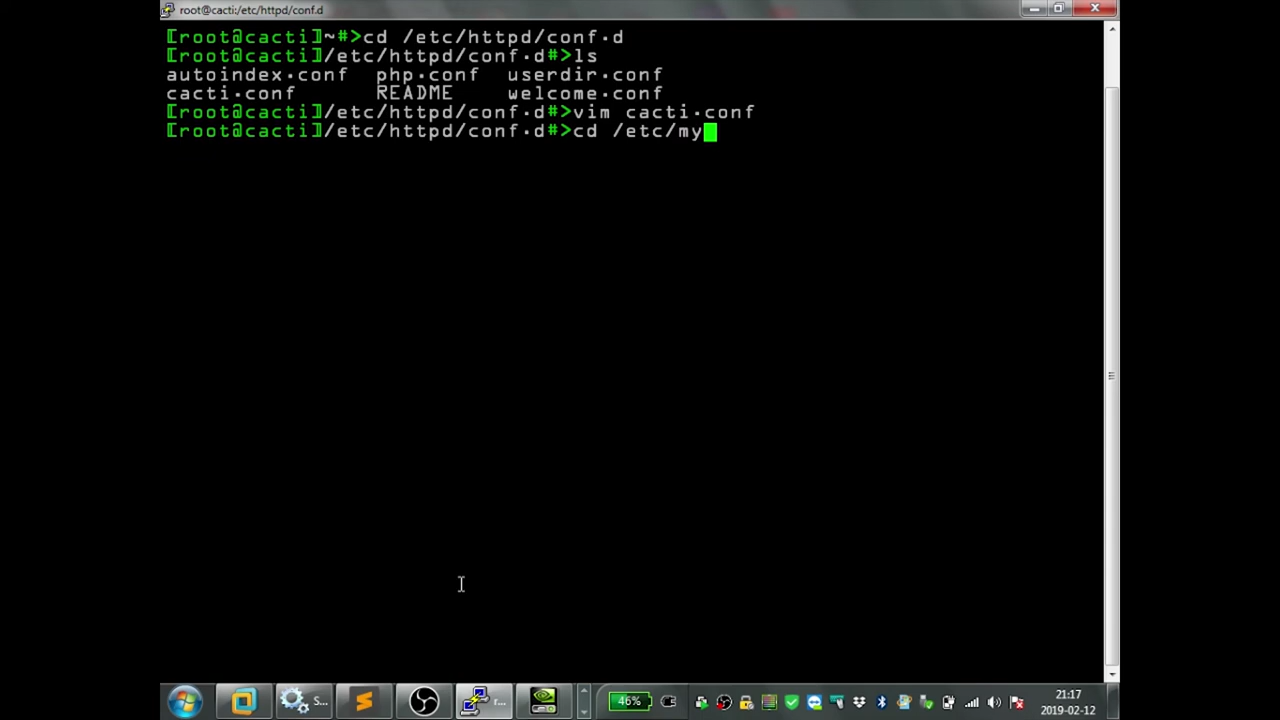 root@cacti:/etc/httpd/conf.d
[root@cacti]~#>cd /etc/httpd/conf.d
[root@cacti]/etc/httpd/conf.d#>ls
autoindex.conf  php.conf  userdir.conf
cacti.conf      README    welcome.conf
[root@cacti]/etc/httpd/conf.d#>vim cacti.conf
[root@cacti]/etc/httpd/conf.d#>cd /etc/my
S... r... 46% 21:17
2019-02-12